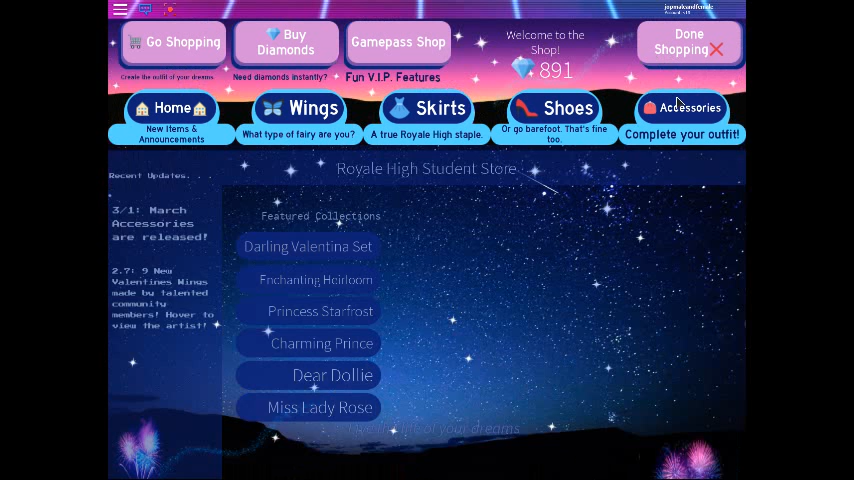 jopmaleandfemale
Go Shopping
Buy
Diamonds
Gamepass Shop
Welcome to the
Shop!
891
Done
Shopping
Create the outfit of your dreams.
Need diamonds instantly?
Fun V.I.P. Features
Home
Wings
Skirts
Shoes
Accessories
New Items &
Announcements
What type of fairy are you?
A true Royale High staple.
Or go barefoot. That's fine
too.
Complete your outfit!
Royale High Student Store
Recent Updates. . .
3/1: March
Accessories
are released!
2.7: 9 New
Valentines Wings
made by talented
community
members! Hover to
view the artist!
Featured Collections
Darling Valentina Set
Enchanting Heirloom
Princess Starfrost
Charming Prince
Dear Dollie
Miss Lady Rose
of your dreams